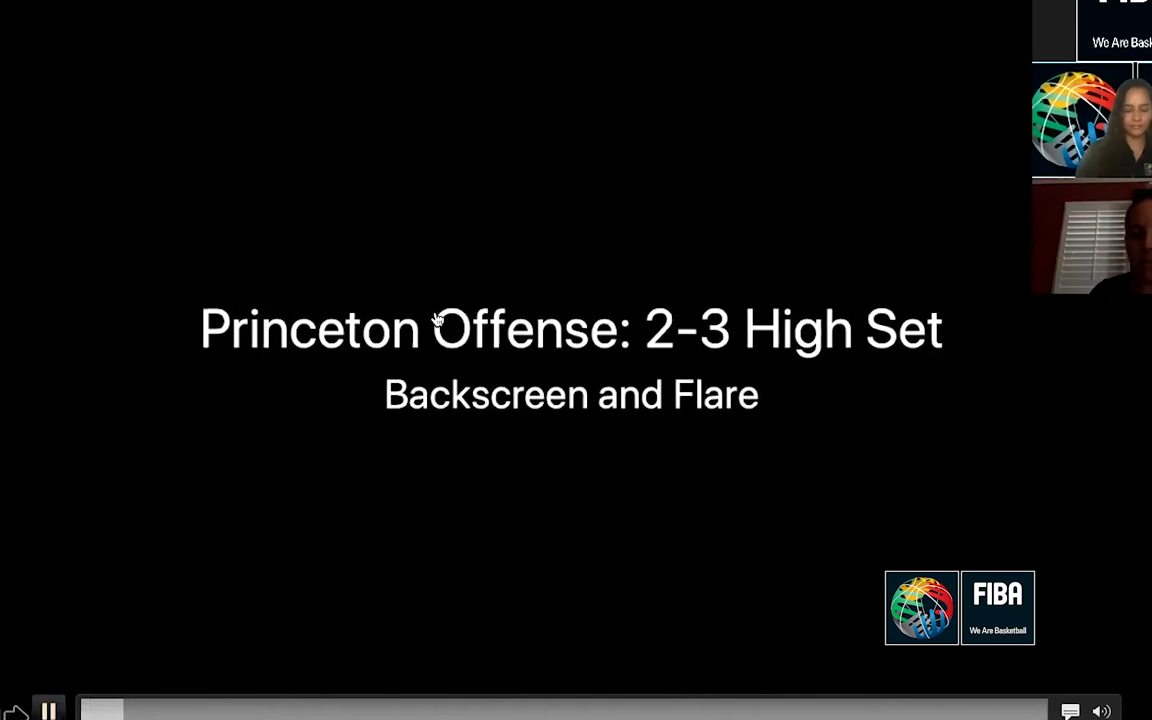 We Are Bask
Princeton Offense: 2-3 High Set
Backscreen and Flare
FIBA
We Are Basketball